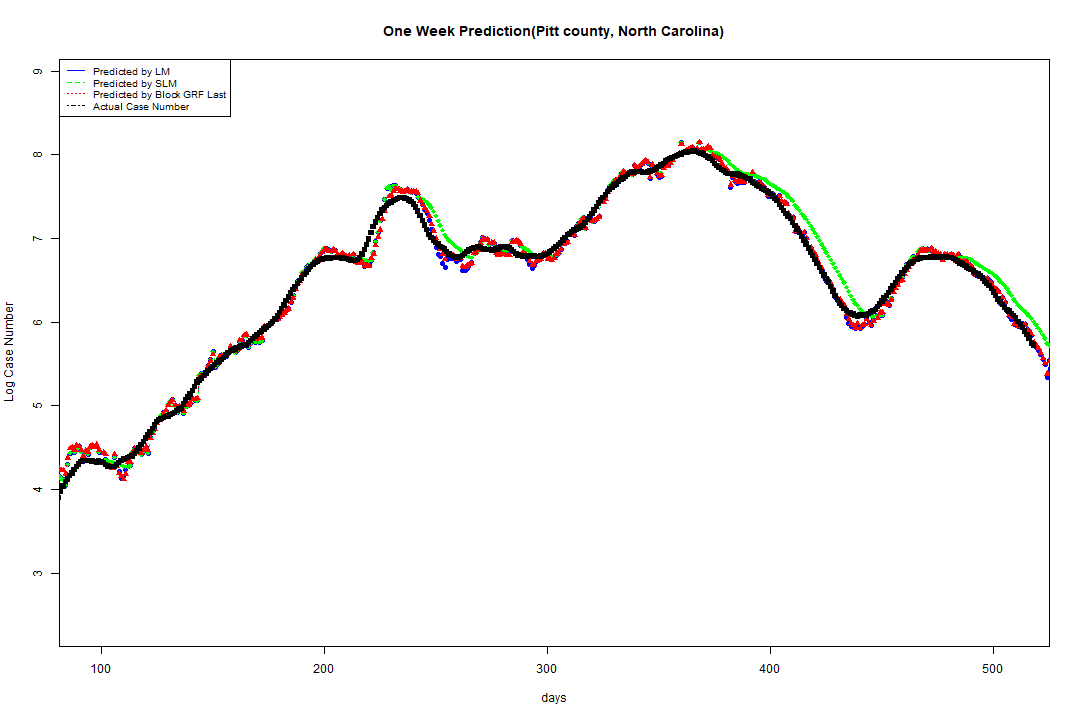 One Week Prediction(Pitt county, North Carolina)
9
Predicted by LM
Predicted by SLM
Predicted by Block GRF Last
Actual Case Number
8
7
6
5
4
3
Log Case Number
100 200 300 400 500
days